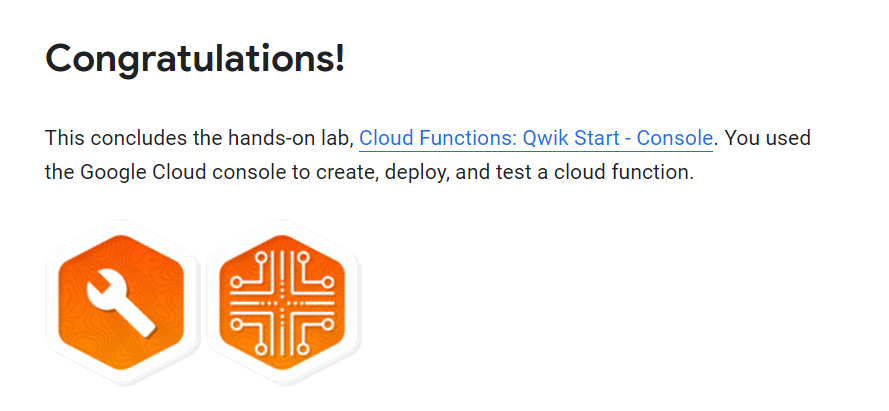 Congratulations!
This concludes the hands-on lab, Cloud Functions: Qwik Start - Console. You used
the Google Cloud console to create, deploy, and test a cloud function.